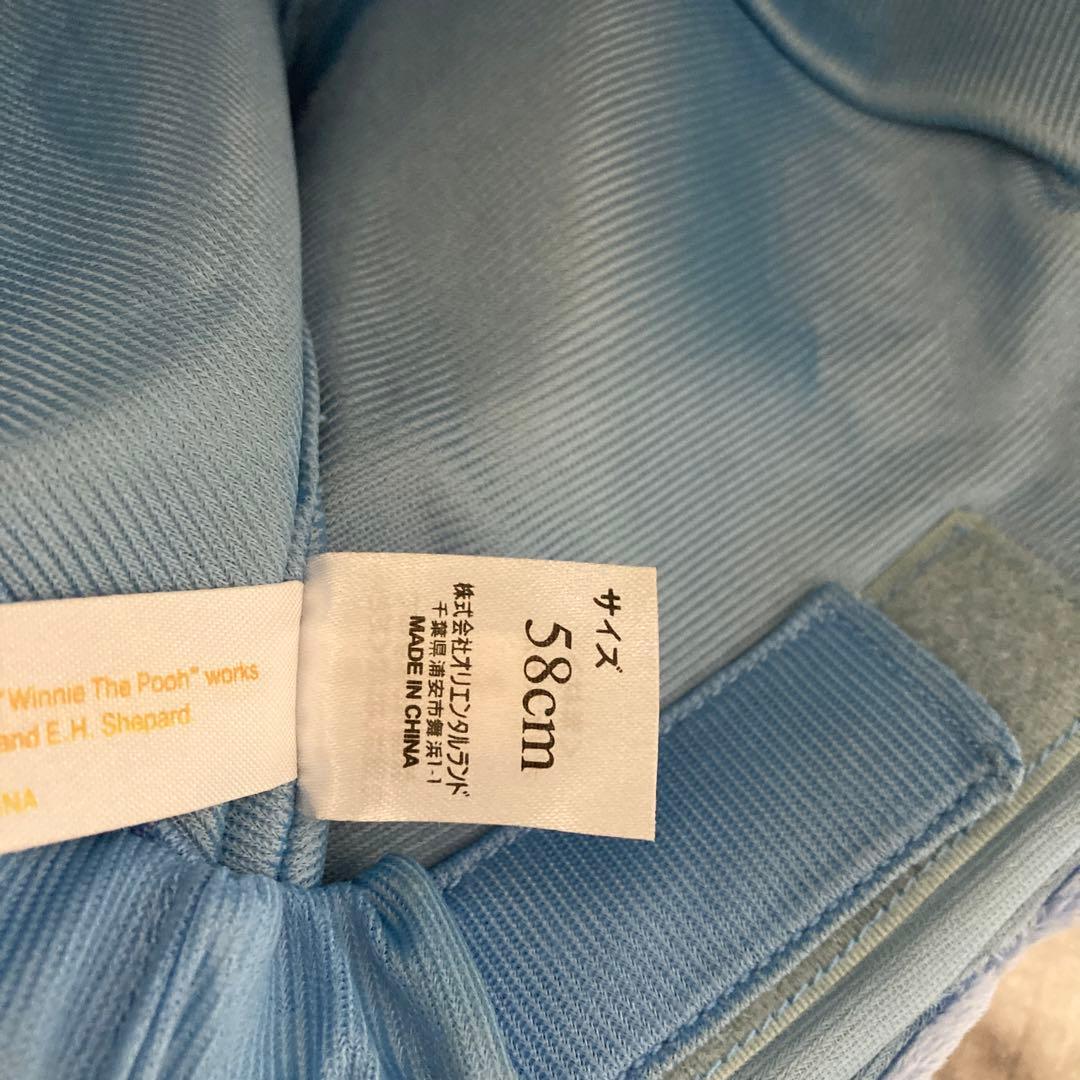 サイズ
58cm
株式会社オリエンタルランド
千葉県浦安市舞浜1-1
MADE IN CHINA
"Winnie The Pooh" works
and E.H. Shepard